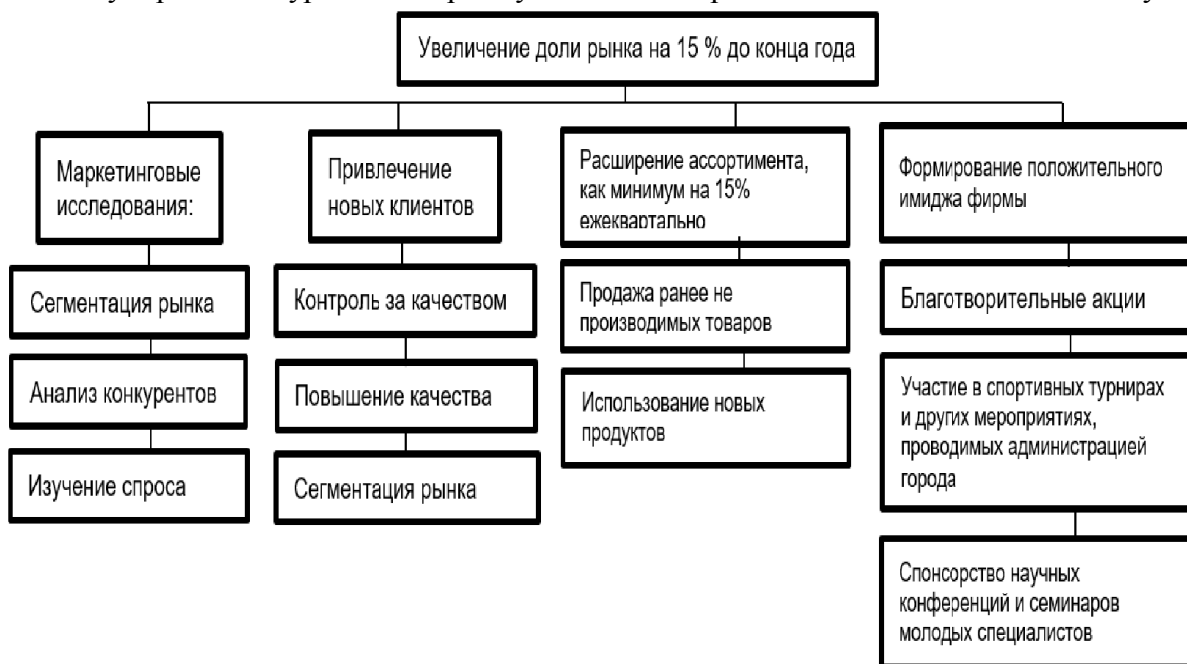 Увеличение доли рынка на 15 % до конца года
Маркетинговые
исследования:
Сегментация рынка
Анализ конкурентов
Изучение спроса
Привлечение
новых клиентов
Контроль за качеством
Повышение качества
Сегментация рынка
Расширение ассортимента,
как минимум на 15%
ежеквартально
Продажа ранее не
производимых товаров
Использование новых
продуктов
Формирование положительного
имиджа фирмы
Благотворительные акции
Участие в спортивных турнирах
и других мероприятиях,
проводимых администрацией
города
Спонсорство научных
конференций и семинаров
молодых специалистов